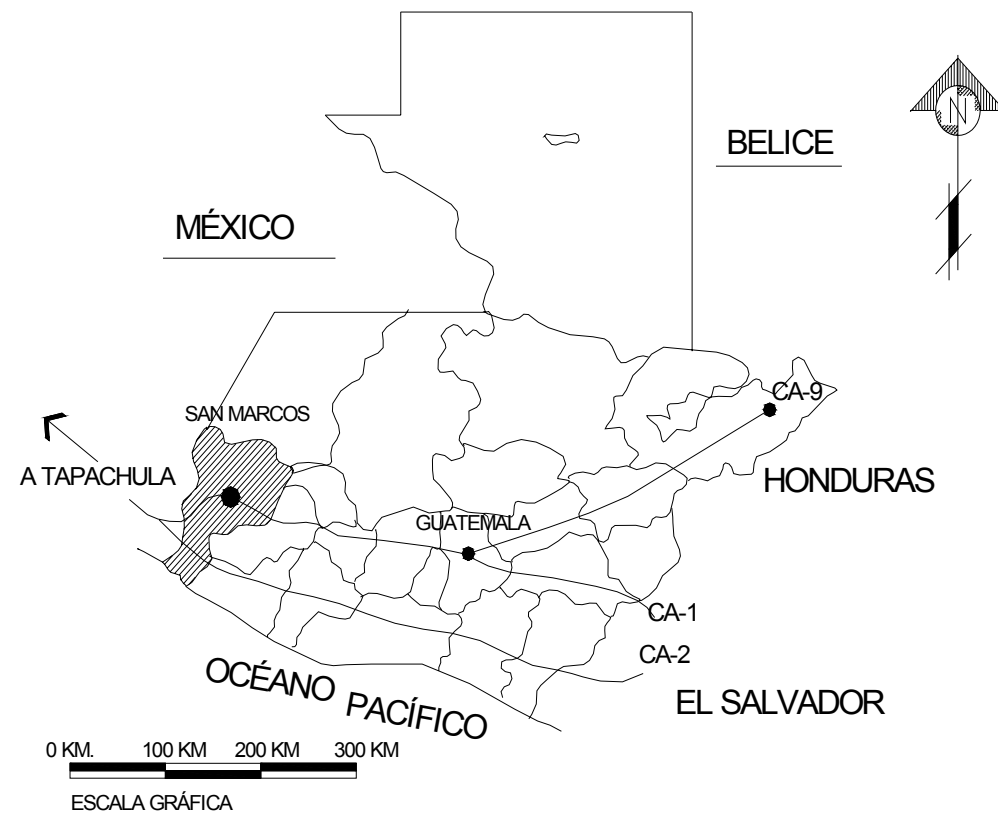 BELICE
N
MÉXICO
CA-9
SAN MARCOS
A TAPACHULA
HONDURAS
GUATEMALA
CA-1
CA-2
OCÉANO PACÍFICO
EL SALVADOR
0 KM. 100 KM 200 KM 300 KM
ESCALA GRÁFICA